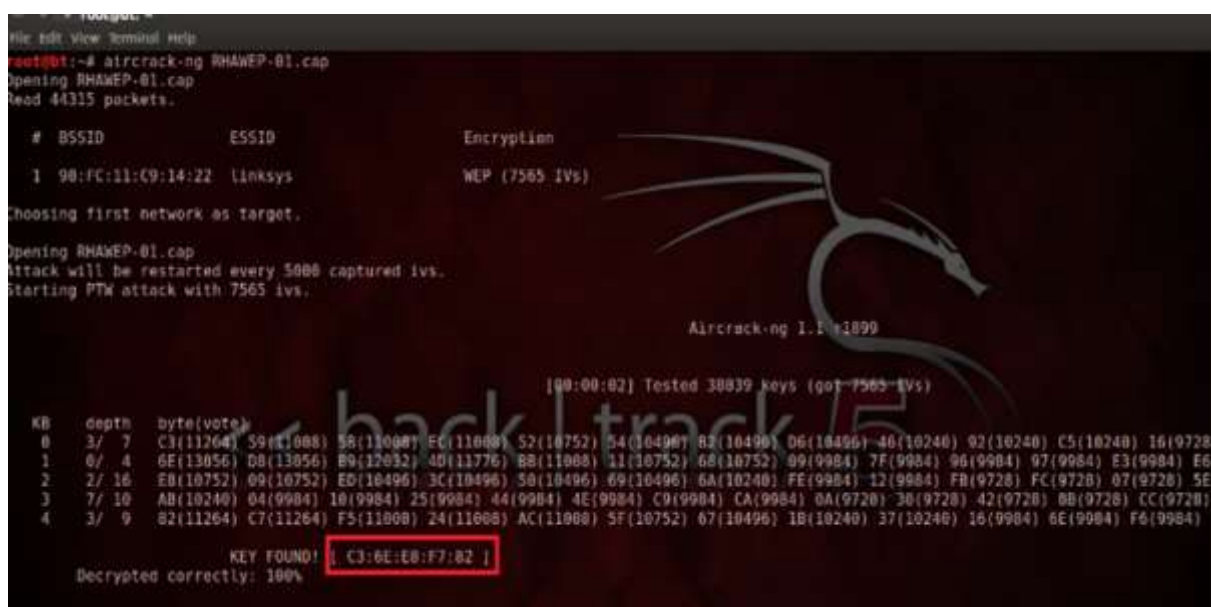 File Edit View Terminal Help
root@bt:~# aircrack-ng RHAWEP-01.cap
Opening RHAWEP-01.cap
Read 44315 packets.
# BSSID ESSID Encryption
1 90:FC:11:C9:14:22 linksys WEP (7565 IVs)
Choosing first network as target.
Opening RHAWEP-01.cap
Attack will be restarted every 5000 captured ivs.
Starting PTW attack with 7565 ivs.
Aircrack-ng 1.1 r1899
[00:00:02] Tested 38039 keys (got 7565 IVs)
<< back | track 5
KB depth byte(vote)
0 3/ 7 C3(11264) 59(11008) 5B(11008) EC(11008) 52(10752) 54(10496) 82(10496) D6(10496) 46(10240) 92(10240) C5(10240) 16(9728
1 0/ 4 6E(13056) D8(13056) B9(12032) 4D(11776) BB(11008) 11(10752) 68(10752) 09(9984) 7F(9984) 96(9984) 97(9984) E3(9984) E6
2 2/ 16 E8(10752) 09(10752) ED(10496) 3C(10496) 50(10496) 69(10496) 6A(10240) FE(9984) 12(9984) FB(9728) FC(9728) 07(9728) 5E
3 7/ 10 AB(10240) 04(9984) 10(9984) 25(9984) 44(9984) 4E(9984) C9(9984) CA(9984) 0A(9728) 30(9728) 42(9728) 8B(9728) CC(9728)
4 3/ 9 82(11264) C7(11264) F5(11008) 24(11008) AC(11008) 5F(10752) 67(10496) 1B(10240) 37(10240) 16(9984) 6E(9984) F6(9984)
KEY FOUND! [ C3:6E:E8:F7:82 ]
Decrypted correctly: 100%